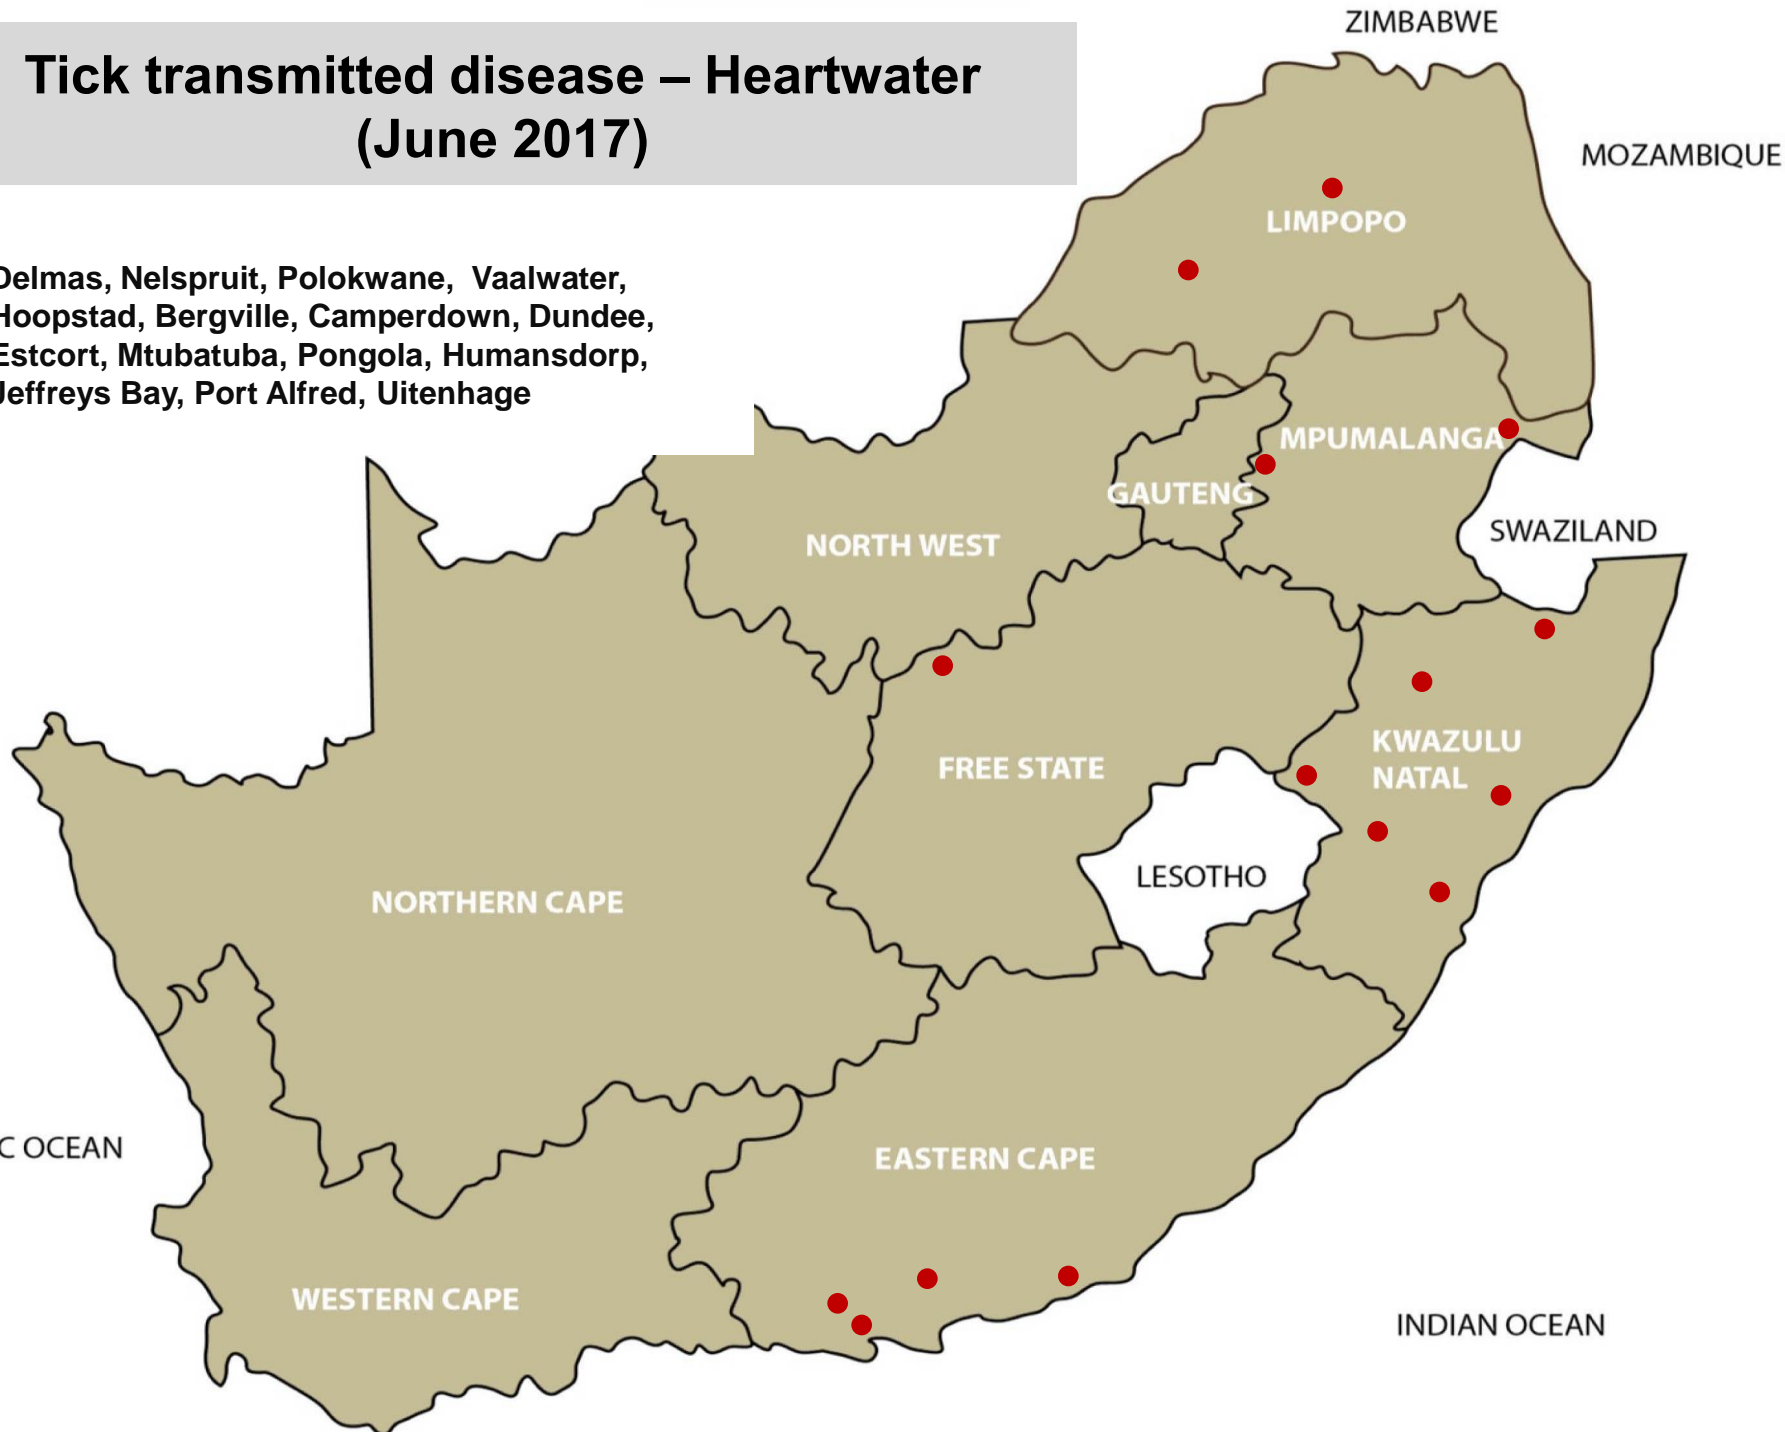 ZIMBABWE
Tick transmitted disease – Heartwater
(June 2017)
MOZAMBIQUE
LIMPOPO
Delmas, Nelspruit, Polokwane, Vaalwater,
Hoopstad, Bergville, Camperdown, Dundee,
Estcort, Mtubatuba, Pongola, Humansdorp,
Jeffreys Bay, Port Alfred, Uitenhage
MPUMALANGA
GAUTENG
SWAZILAND
NORTH WEST
KWAZULU
NATAL
FREE STATE
LESOTHO
NORTHERN CAPE
C OCEAN
EASTERN CAPE
WESTERN CAPE
INDIAN OCEAN